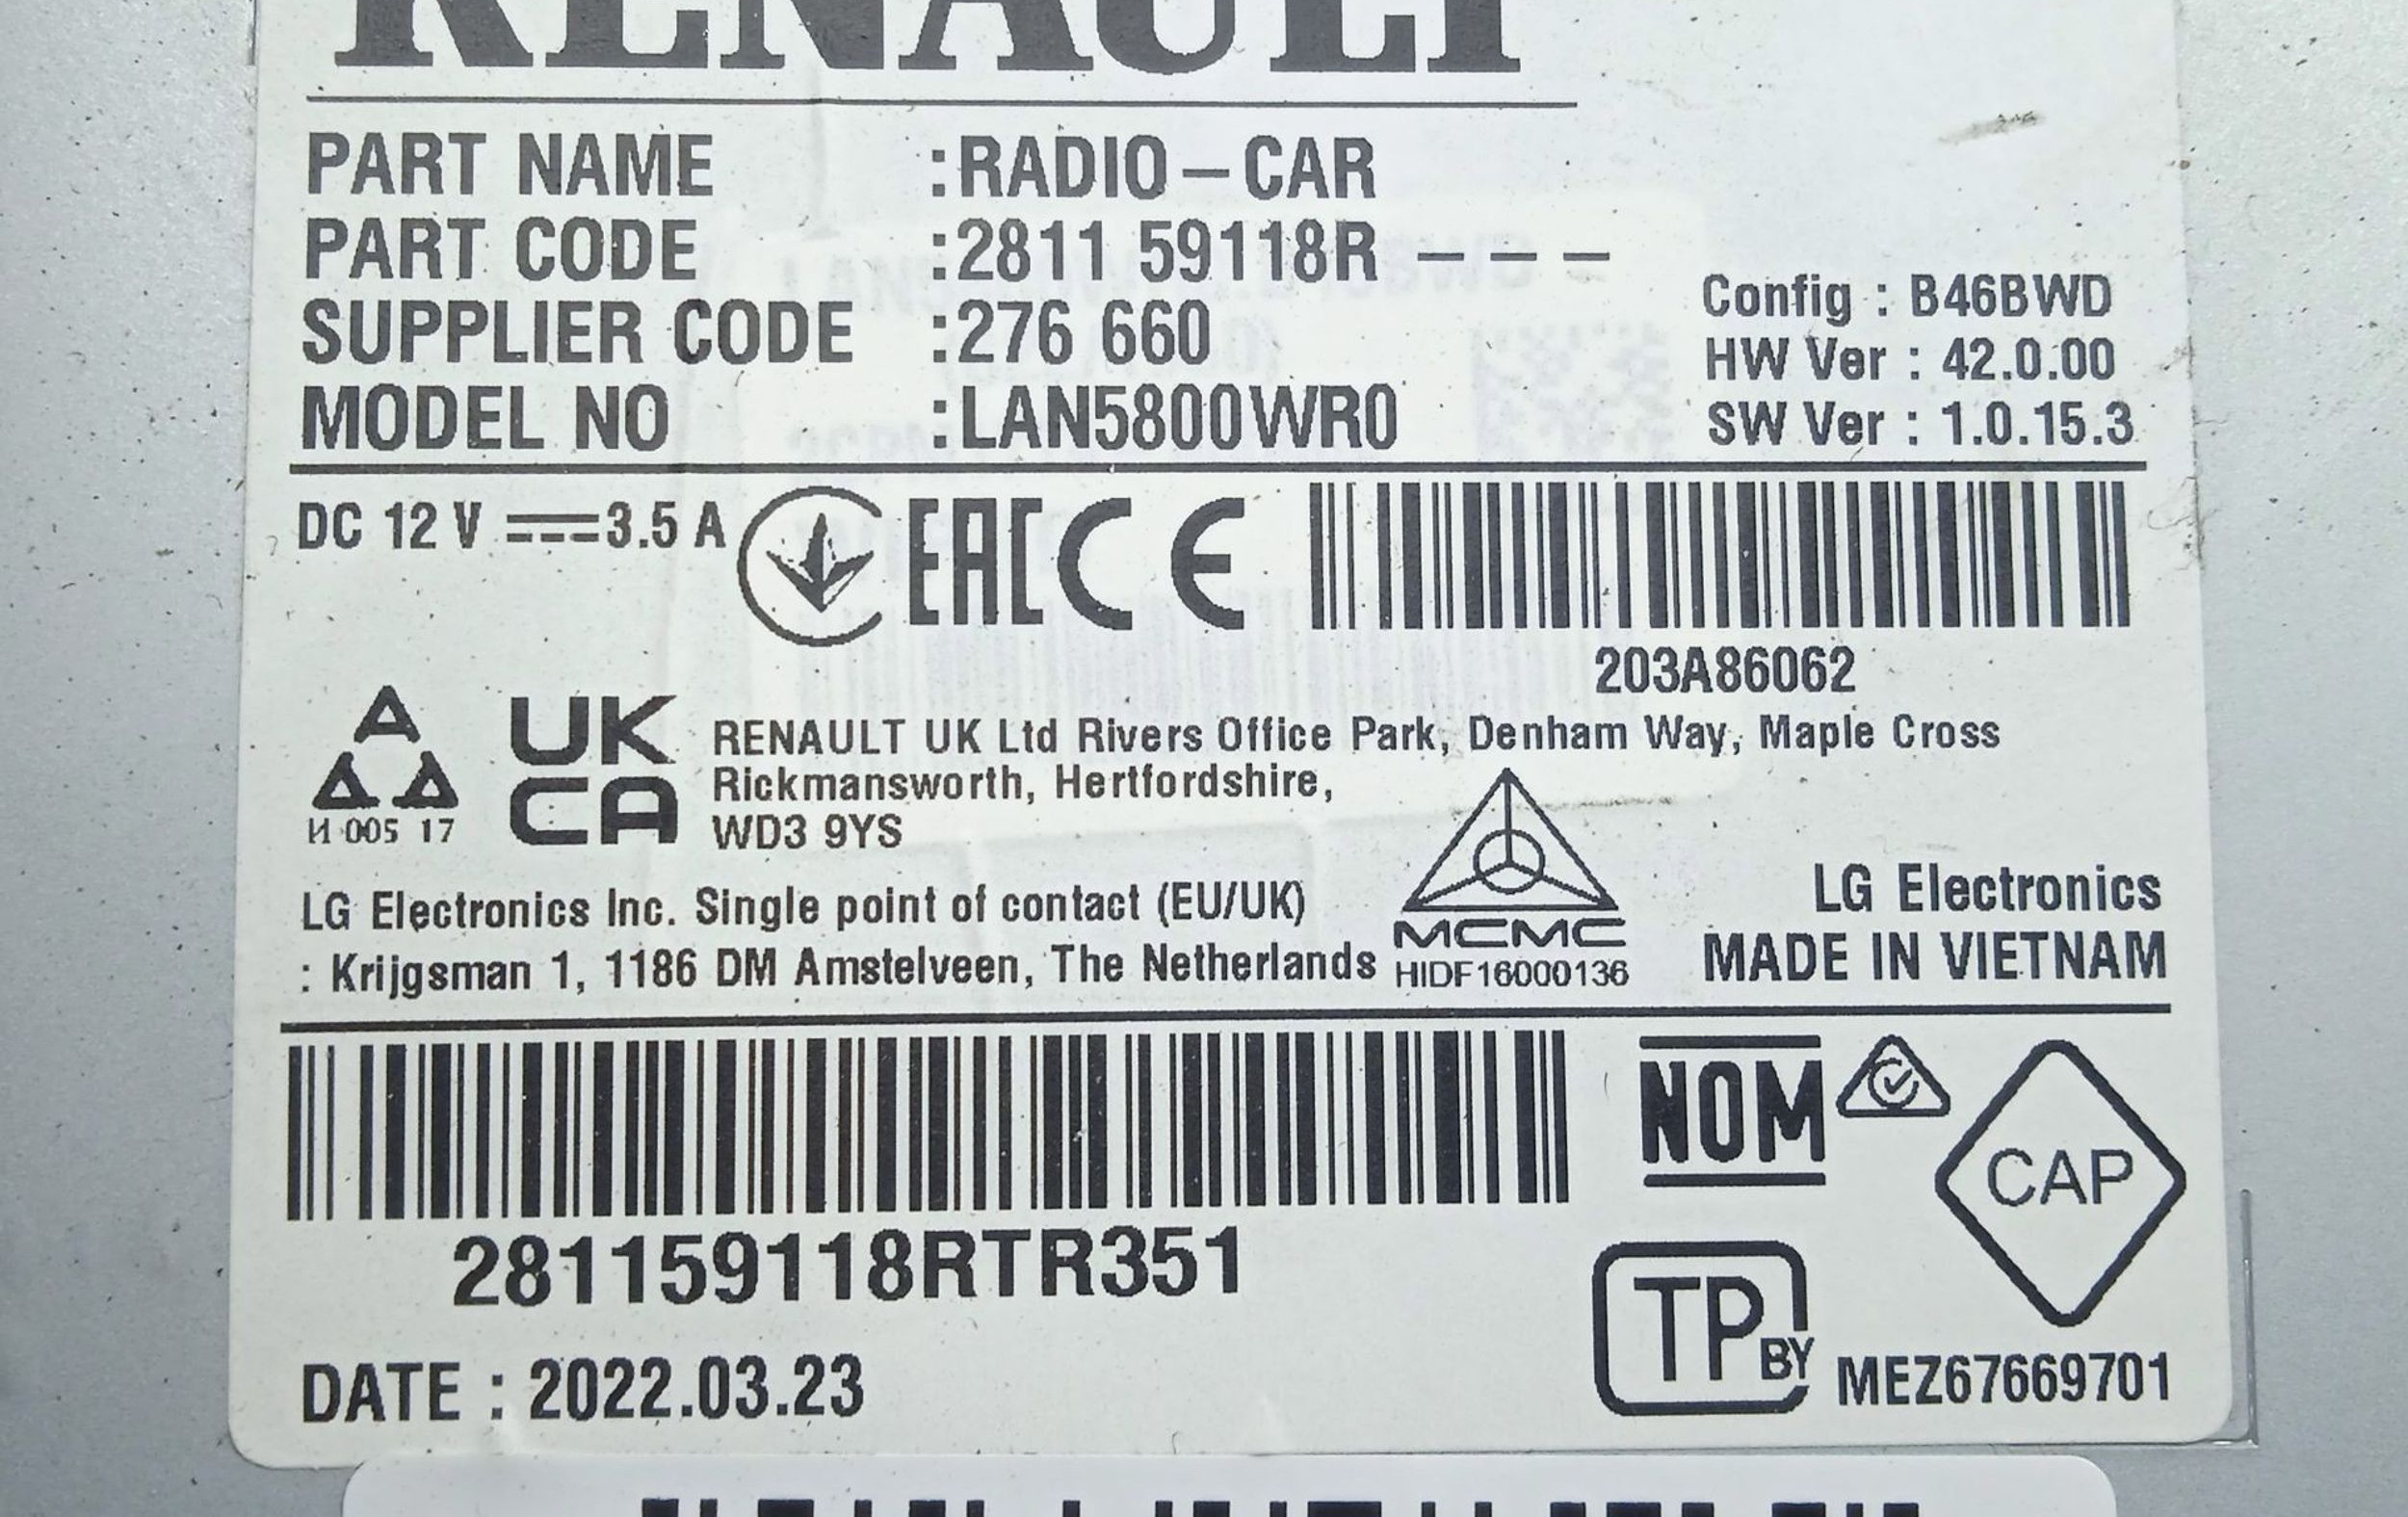 RENAULT
PART NAME :RADIO-CAR
PART CODE :2811 59118R---
SUPPLIER CODE :276 660
MODEL NO :LAN5800WR0
Config : B46BWD
HW Ver : 42.0.00
SW Ver : 1.0.15.3
DC 12 V 3.5 A
EAC CE
203A86062
UK
CA
И 005 17
RENAULT UK Ltd Rivers Office Park, Denham Way, Maple Cross
Rickmansworth, Hertfordshire,
WD3 9YS
LG Electronics Inc. Single point of contact (EU/UK)
: Krijgsman 1, 1186 DM Amstelveen, The Netherlands
MCMC
HIDF16000136
LG Electronics
MADE IN VIETNAM
281159118RTR351
NOM
CAP
TP BY
DATE : 2022.03.23
MEZ67669701